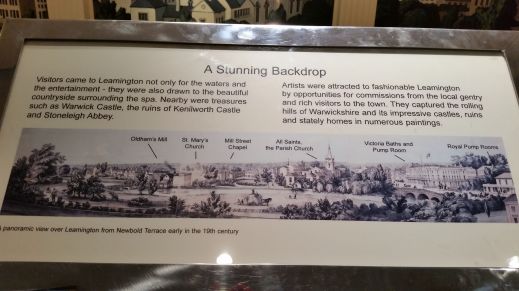 A Stunning Backdrop
Visitors came to Leamington not only for the waters and
the entertainment - they were also drawn to the beautiful
countryside surrounding the spa. Nearby were treasures
such as Warwick Castle, the ruins of Kenilworth Castle
and Stoneleigh Abbey.
Artists were attracted to fashionable Leamington
by opportunities for commissions from the local gentry
and rich visitors to the town. They captured the rolling
hills of Warwickshire and its impressive castles, ruins
and stately homes in numerous paintings.
Oldham's Mill
St. Mary's
Church
Mill Street
Chapel
All Saints,
the Parish Church
Victoria Baths and
Pump Room
Royal Pump Rooms
A panoramic view over Leamington from Newbold Terrace early in the 19th century